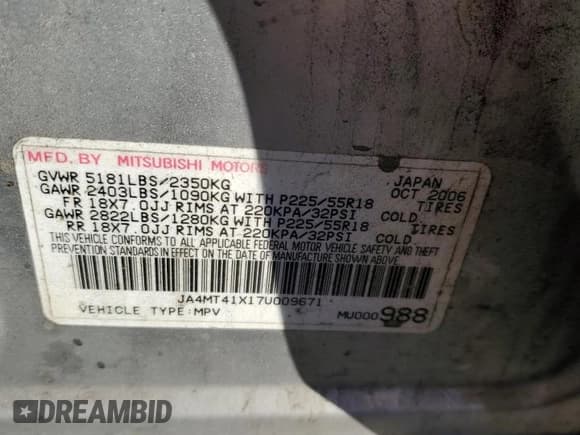 MFD. BY MITSUBISHI MOTORS JAPAN
GVWR 5181LBS/2350KG OCT 2006
GAWR 2403LBS/1090KG WITH P225/55R18 TIRES
FR 18X7.0JJ RIMS AT 220KPA/32PSI COLD
GAWR 2822LBS/1280KG WITH P225/55R18 TIRES
RR 18X7.0JJ RIMS AT 220KPA/32PSI COLD
THIS VEHICLE CONFORMS TO ALL APPLICABLE FEDERAL MOTOR VEHICLE SAFETY AND THEFT
PREVENTION STANDARDS IN EFFECT ON THE DATE OF MANUFACTURE SHOWN ABOVE.
JA4MT41X17U009671
VEHICLE TYPE:MPV MU000988
DREAMBID